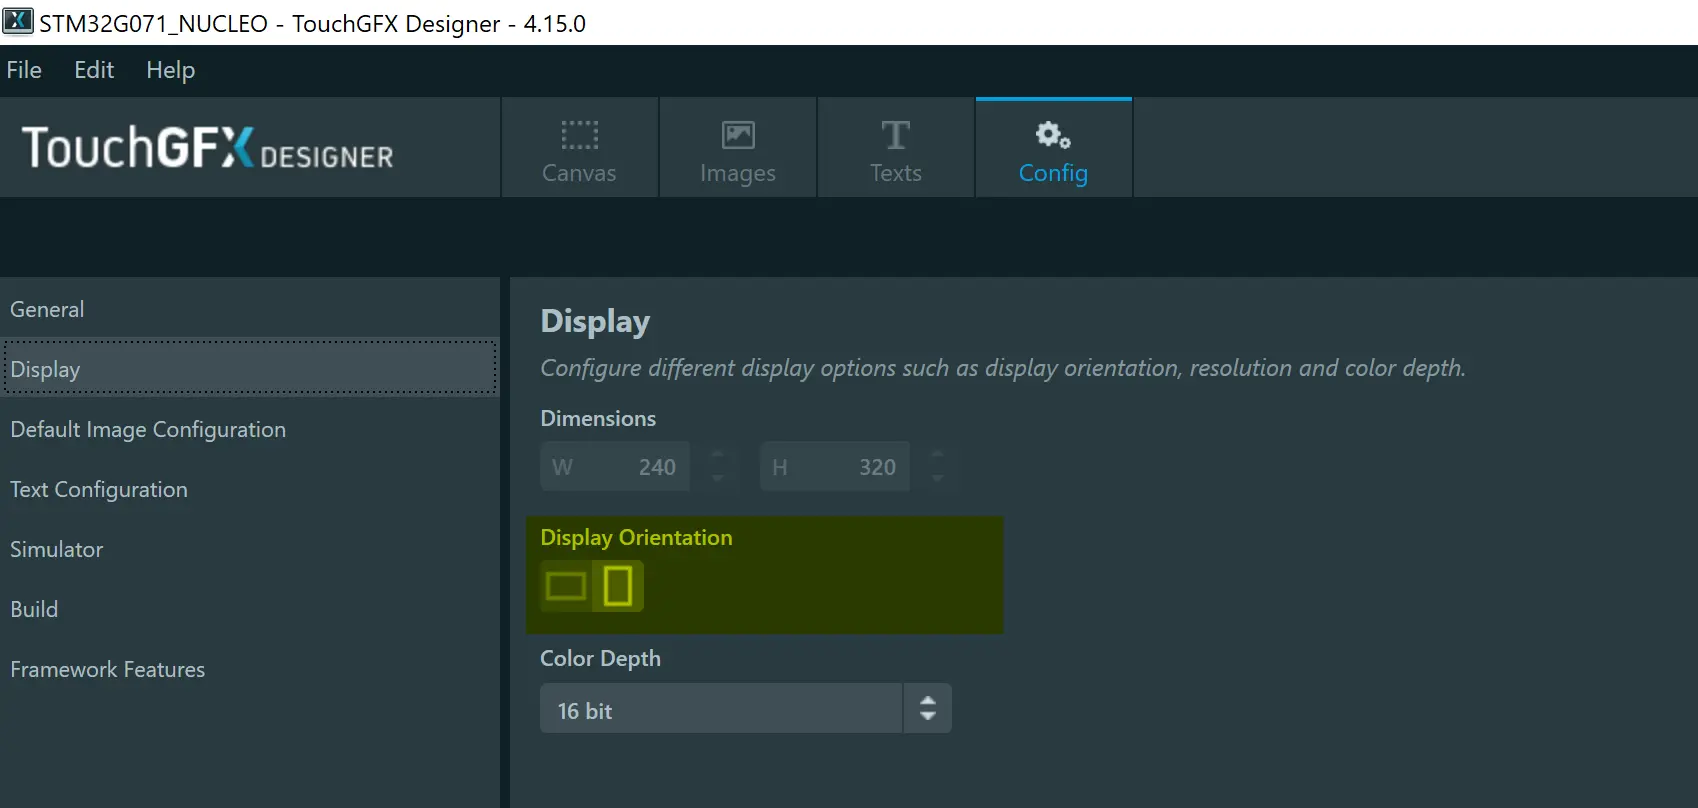 STM32G071_NUCLEO - TouchGFX Designer - 4.15.0
File Edit Help
TouchGFX DESIGNER
Canvas Images Texts Config
General
Display
Default Image Configuration
Text Configuration
Simulator
Build
Framework Features
Display
Configure different display options such as display orientation, resolution and color depth.
Dimensions
W 240 H 320
Display Orientation
Color Depth
16 bit